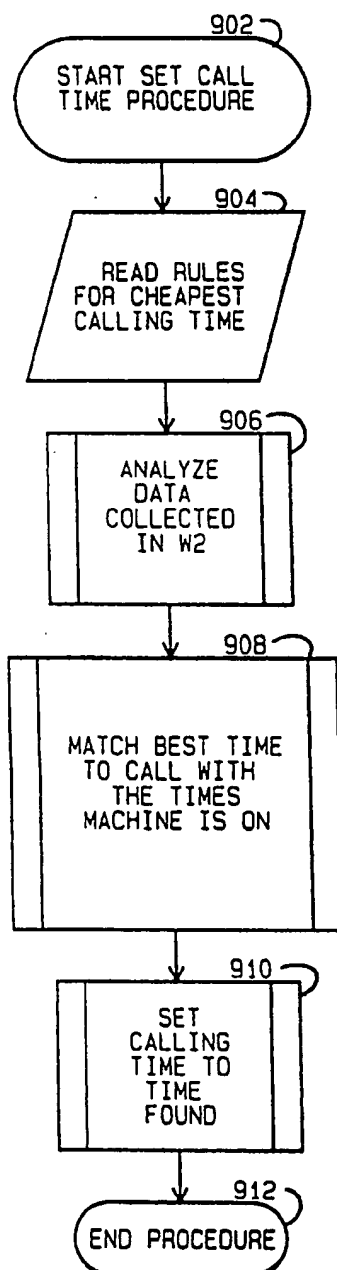 902
START SET CALL
TIME PROCEDURE
904
READ RULES
FOR CHEAPEST
CALLING TIME
906
ANALYZE
DATA
COLLECTED
IN W2
908
MATCH BEST TIME
TO CALL WITH
THE TIMES
MACHINE IS ON
910
SET
CALLING
TIME TO
TIME
FOUND
912
END PROCEDURE